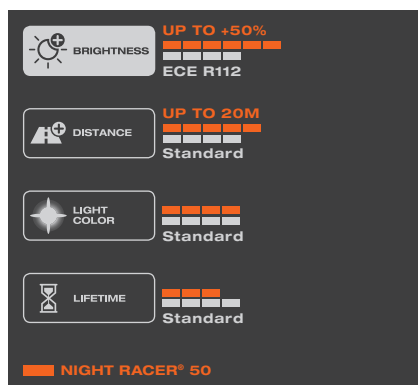 UP TO +50%
BRIGHTNESS
ECE R112
UP TO 20M
DISTANCE
Standard
LIGHT
COLOR
Standard
LIFETIME
Standard
NIGHT RACER® 50